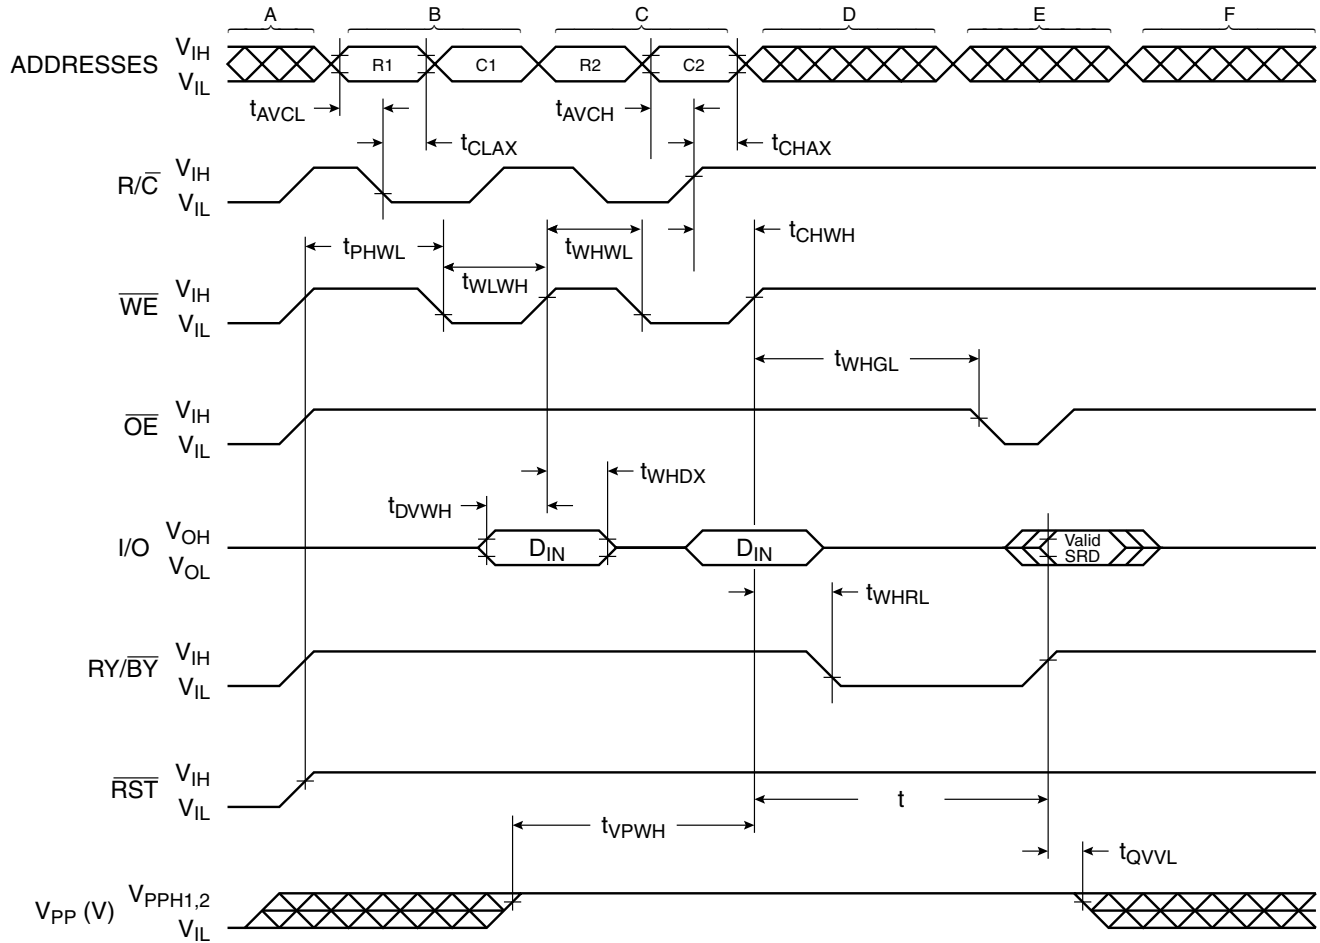 A B C D E F
ADDRESSES VIH VIL R1 C1 R2 C2
tAVCL tAVCH
tCLAX tCHAX
R/C̅ VIH VIL
tPHWL tWHWL tCHWH
tWLWH
W̅E̅ VIH VIL
tWHGL
O̅E̅ VIH VIL
tWHDX
tDVWH
I/O VOH VOL DIN DIN Valid SRD
tWHRL
RY/B̅Y̅ VIH VIL
R̅S̅T̅ VIH VIL
t
tVPWH
tQVVL
VPP (V) VPPH1,2 VIL